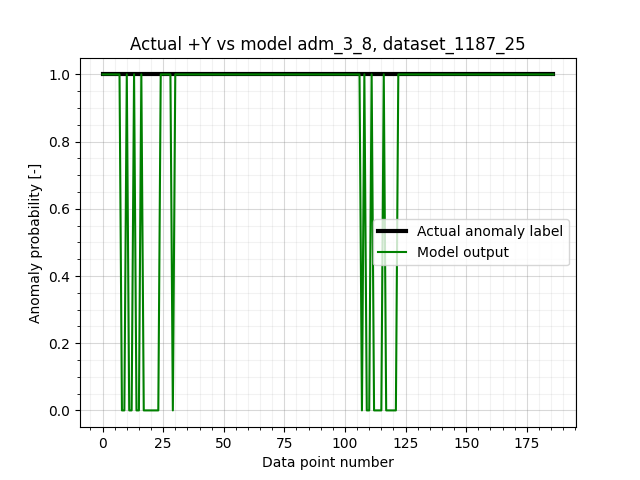 Actual +Y vs model adm_3_8, dataset_1187_25
Anomaly probability [-]
1.0
0.8
0.6
0.4
0.2
0.0
Actual anomaly label
Model output
0 25 50 75 100 125 150 175
Data point number